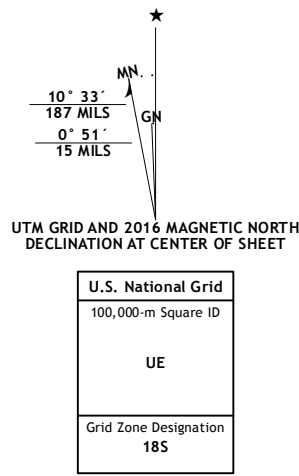 ★
MN
GN
10° 33´
187 MILS
0° 51´
15 MILS
UTM GRID AND 2016 MAGNETIC NORTH
DECLINATION AT CENTER OF SHEET
U.S. National Grid
100,000-m Square ID
UE
Grid Zone Designation
18S